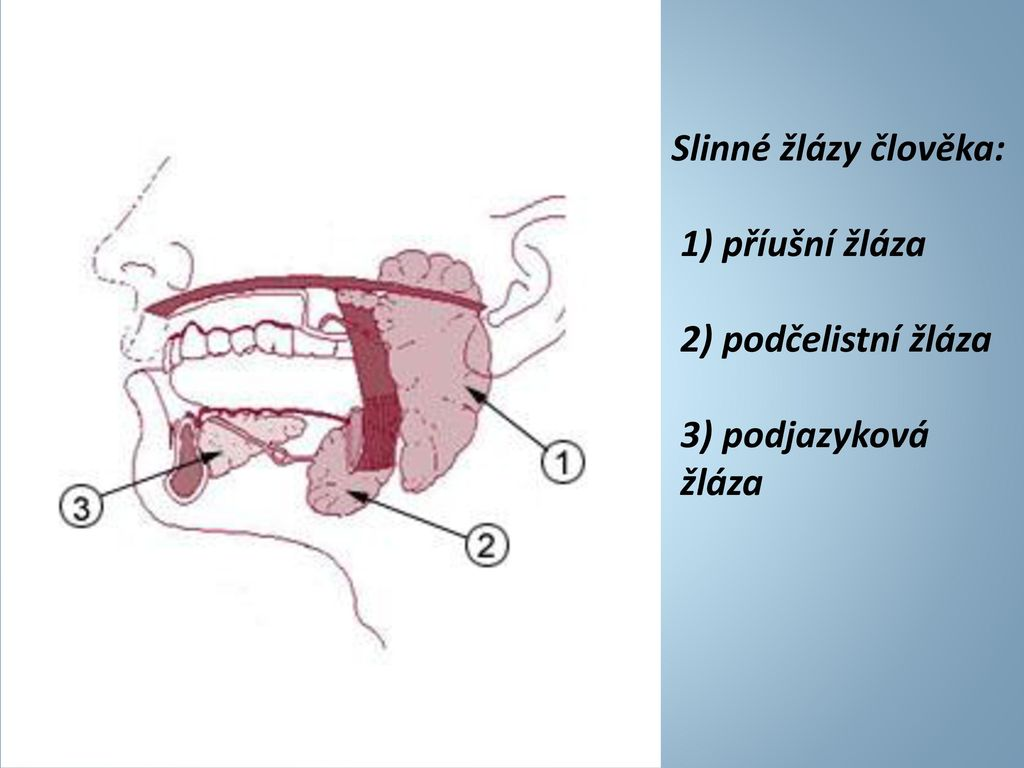 Slinné žlázy člověka:
1) příušní žláza
2) podčelistní žláza
3) podjazyková
žláza
1
2
3